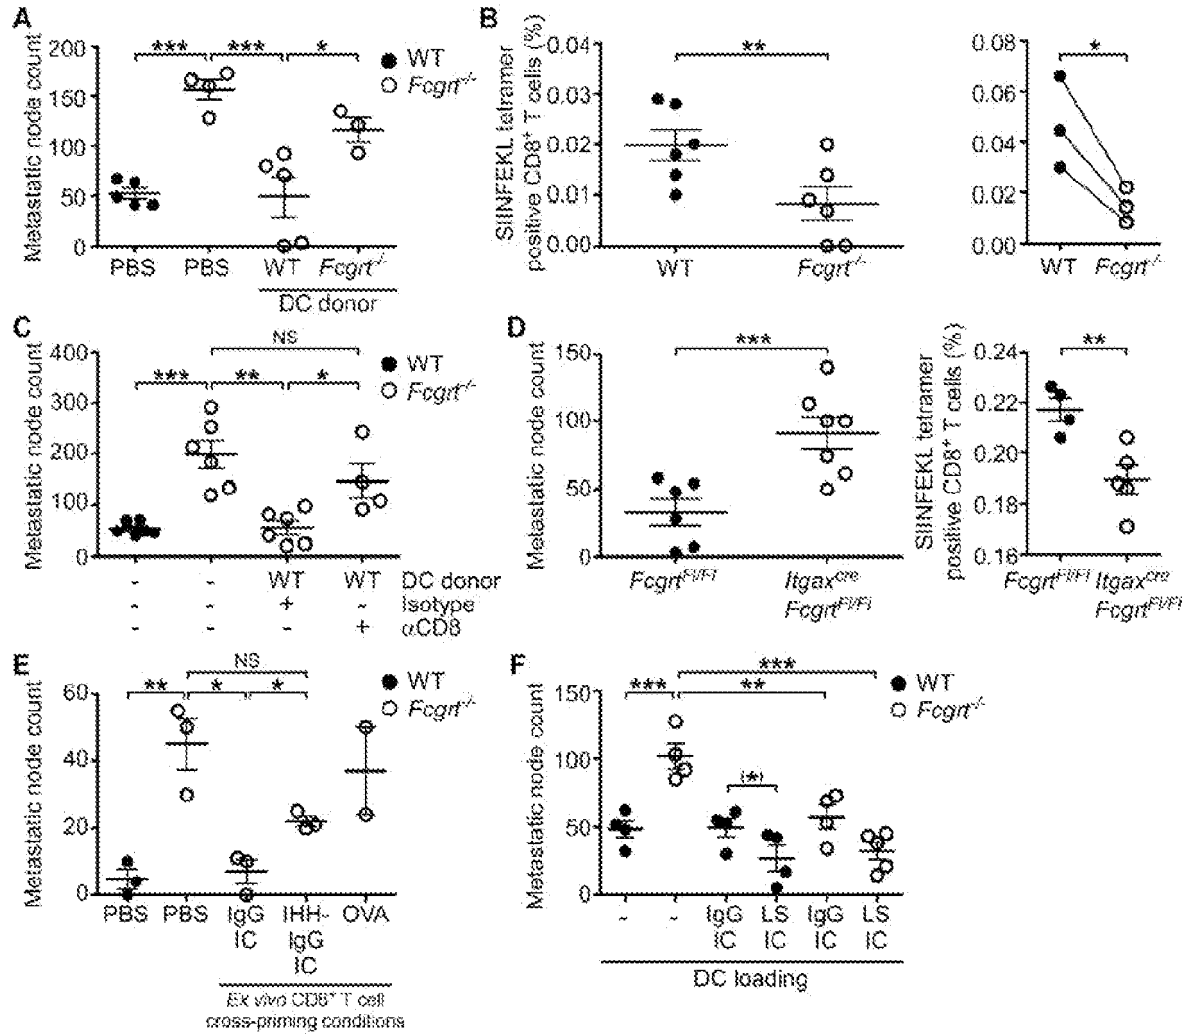 A
Metastatic node count
200
150
100
50
0
*** *** *
WT
Fcgrt-/-
PBS PBS WT Fcgrt-/-
DC donor
B
SIINFEKL tetramer
positive CD8+ T cells (%)
0.04
0.03
0.02
0.01
0.00
**
WT Fcgrt-/-
0.08
0.06
0.04
0.02
0.00
*
WT Fcgrt-/-
C
Metastatic node count
400
300
200
100
0
NS
*** ** *
WT
Fcgrt-/-
- - WT WT DC donor
- - + - Isotype
- - - + αCD8
D
Metastatic node count
150
100
50
0
***
FcgrtFl/Fl Itgaxcre
FcgrtFl/Fl
SIINFEKL tetramer
positive CD8+ T cells (%)
0.24
0.22
0.20
0.18
0.16
**
FcgrtFl/Fl Itgaxcre
FcgrtFl/Fl
E
Metastatic node count
60
40
20
0
NS
** * *
WT
Fcgrt-/-
PBS PBS IgG IHH- OVA
IC IgG
IC
Ex vivo CD8+ T cell
cross-priming conditions
F
Metastatic node count
150
100
50
0
***
*** **
(*)
WT
Fcgrt-/-
- - IgG LS IgG LS
IC IC IC IC
DC loading